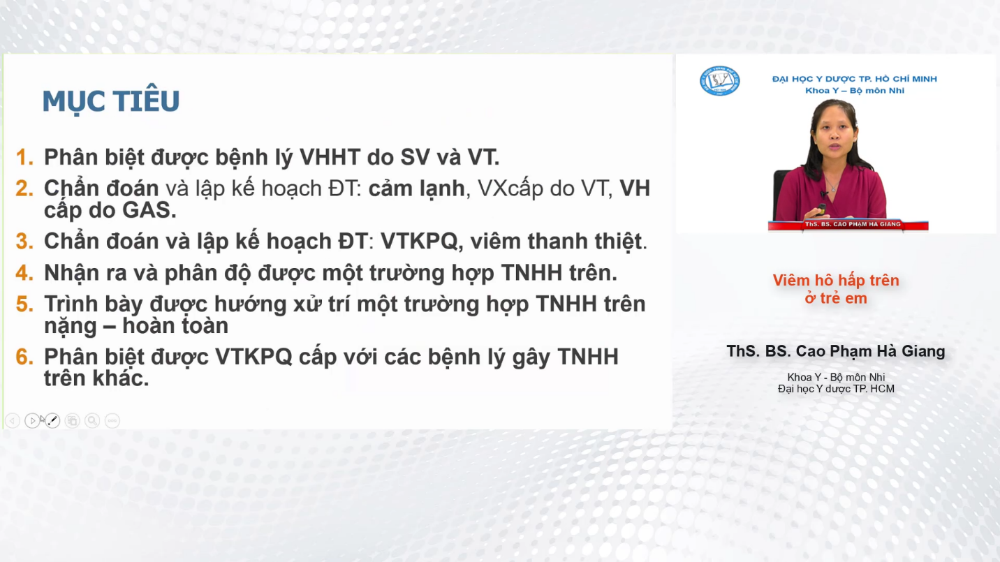 MỤC TIÊU
1. Phân biệt được bệnh lý VHHT do SV và VT.
2. Chẩn đoán và lập kế hoạch ĐT: cảm lạnh, VXcấp do VT, VH
cấp do GAS.
3. Chẩn đoán và lập kế hoạch ĐT: VTKPQ, viêm thanh thiệt.
4. Nhận ra và phân độ được một trường hợp TNHH trên.
5. Trình bày được hướng xử trí một trường hợp TNHH trên
nặng – hoàn toàn
6. Phân biệt được VTKPQ cấp với các bệnh lý gây TNHH
trên khác.
ĐẠI HỌC Y DƯỢC TP. HỒ CHÍ MINH
Khoa Y – Bộ môn Nhi
ThS. BS. CAO PHẠM HÀ GIANG
Viêm hô hấp trên
ở trẻ em
ThS. BS. Cao Phạm Hà Giang
Khoa Y - Bộ môn Nhi
Đại học Y dược TP. HCM